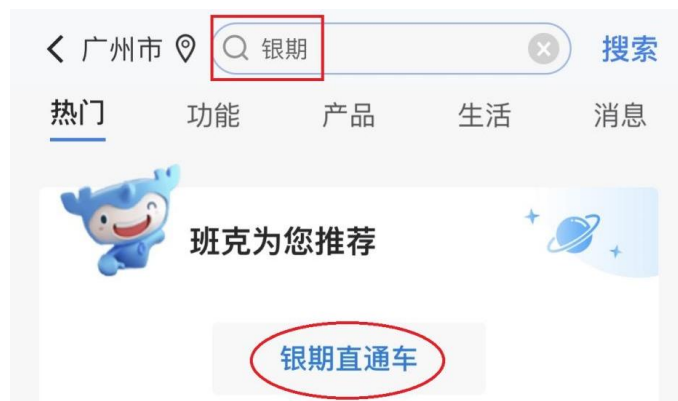 广州市 银期 搜索
热门 功能 产品 生活 消息
班克为您推荐
银期直通车